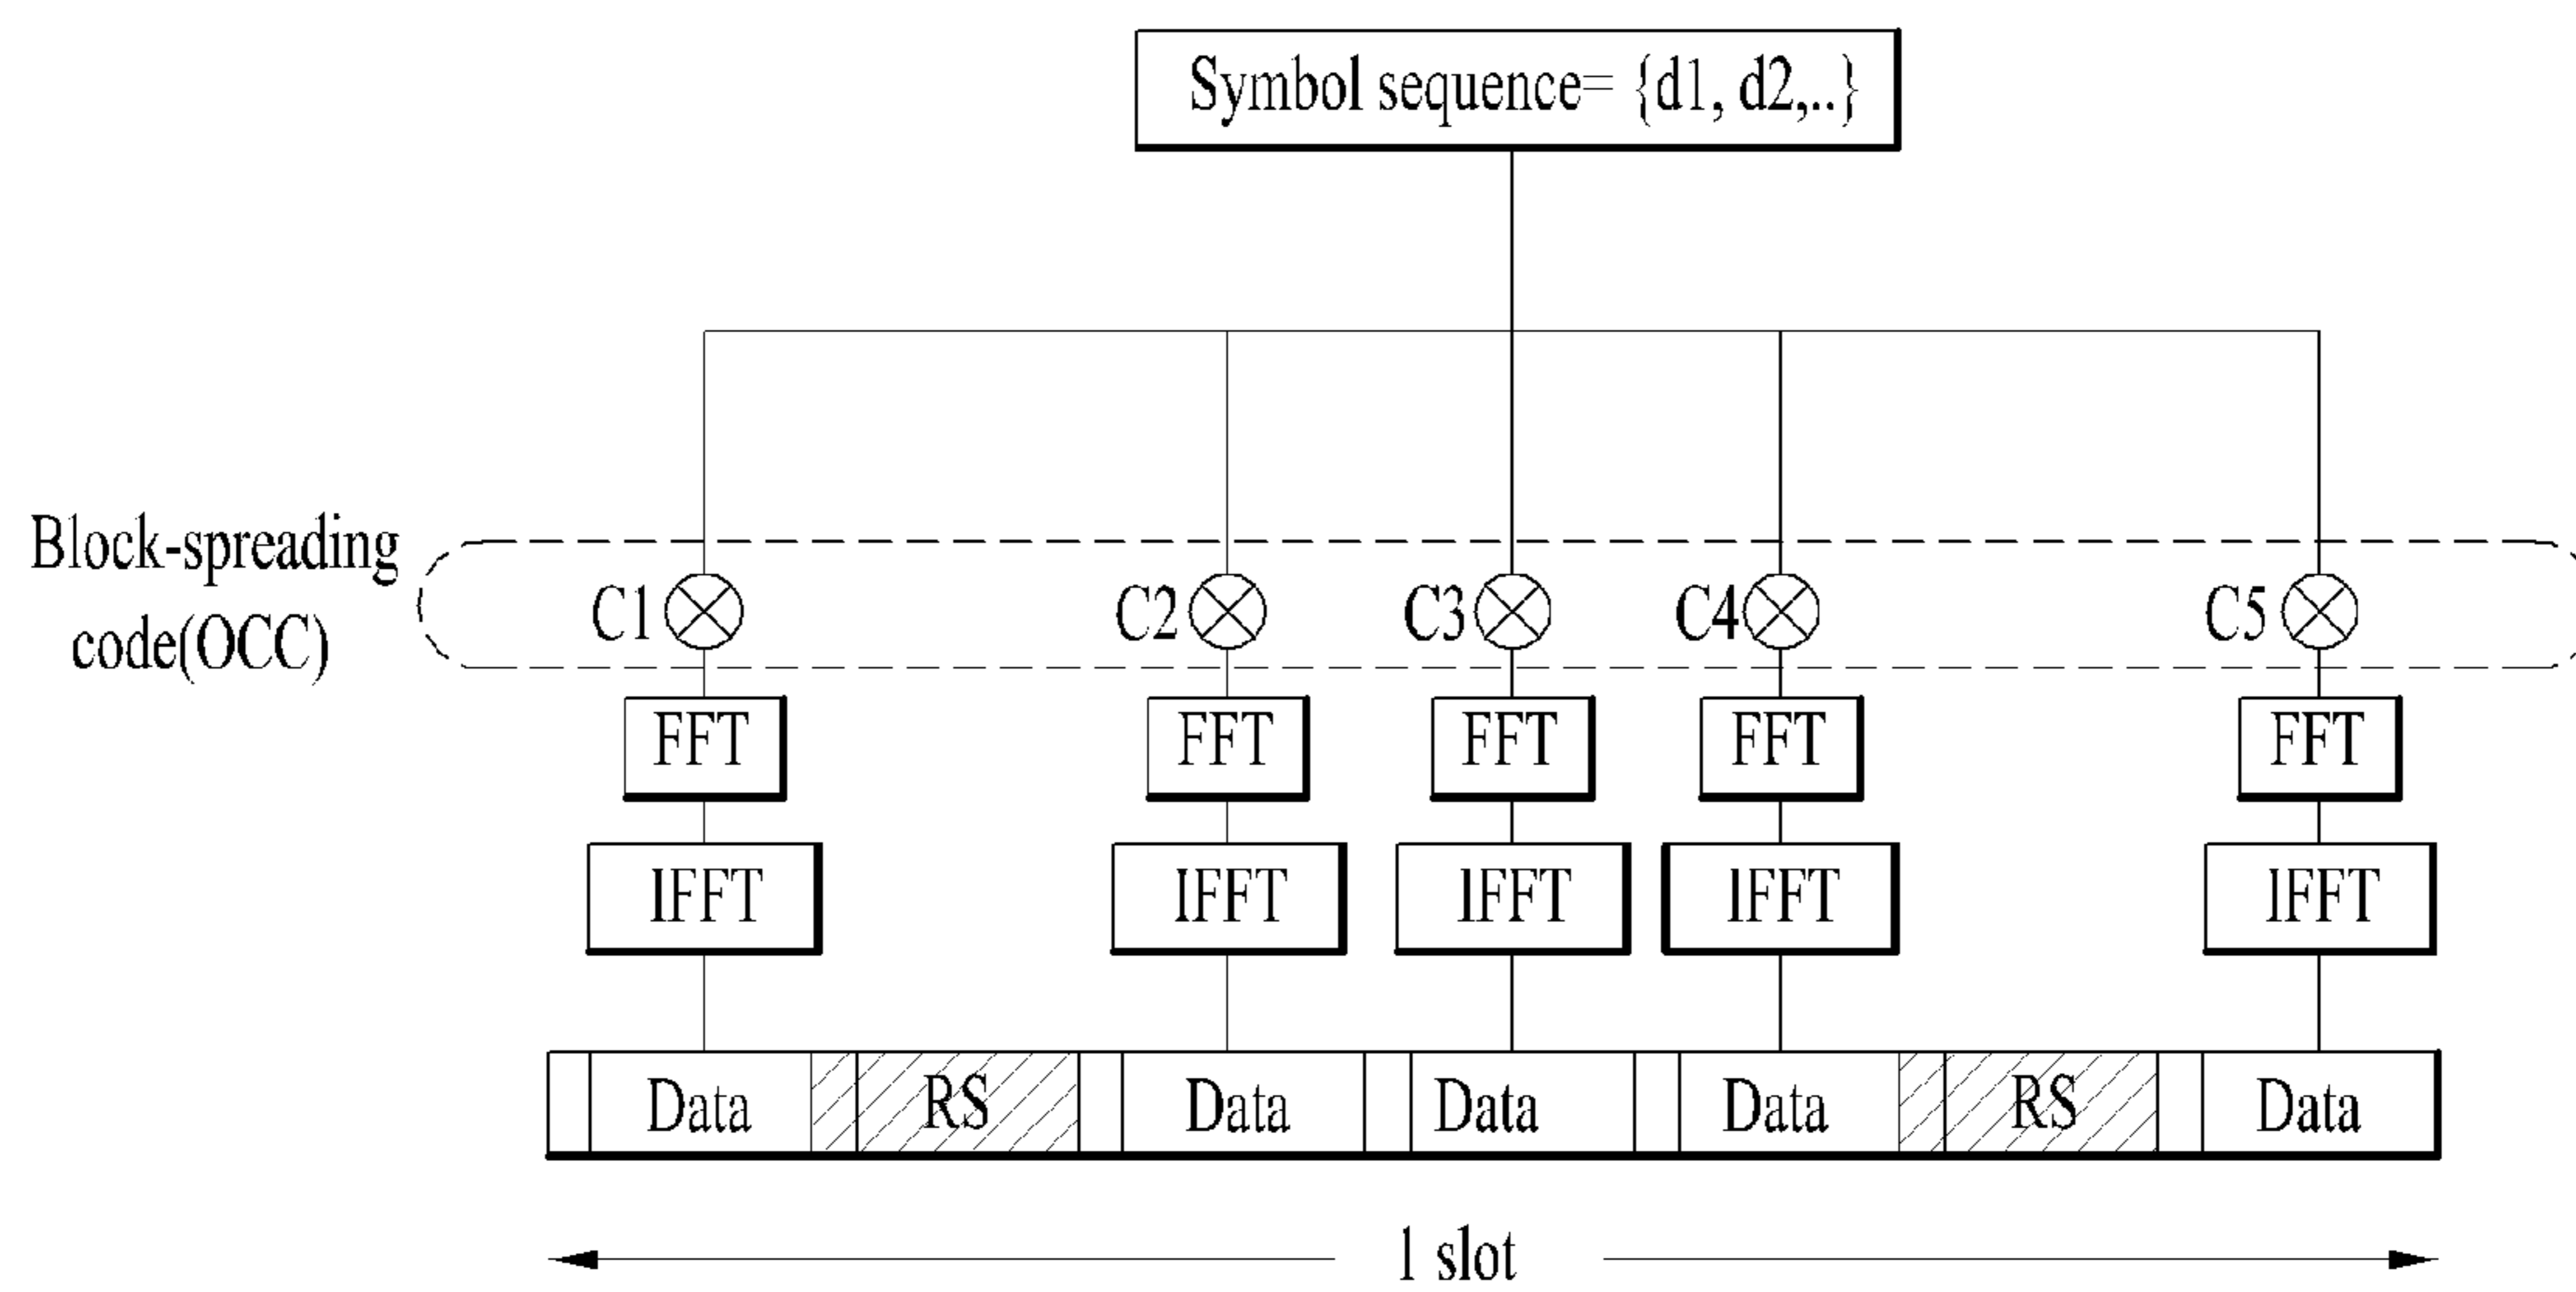 Symbol sequence= {d1, d2,..}
Block-spreading
code(OCC)
C1 C2 C3 C4 C5
FFT FFT FFT FFT FFT
IFFT IFFT IFFT IFFT IFFT
Data RS Data Data Data RS Data
1 slot